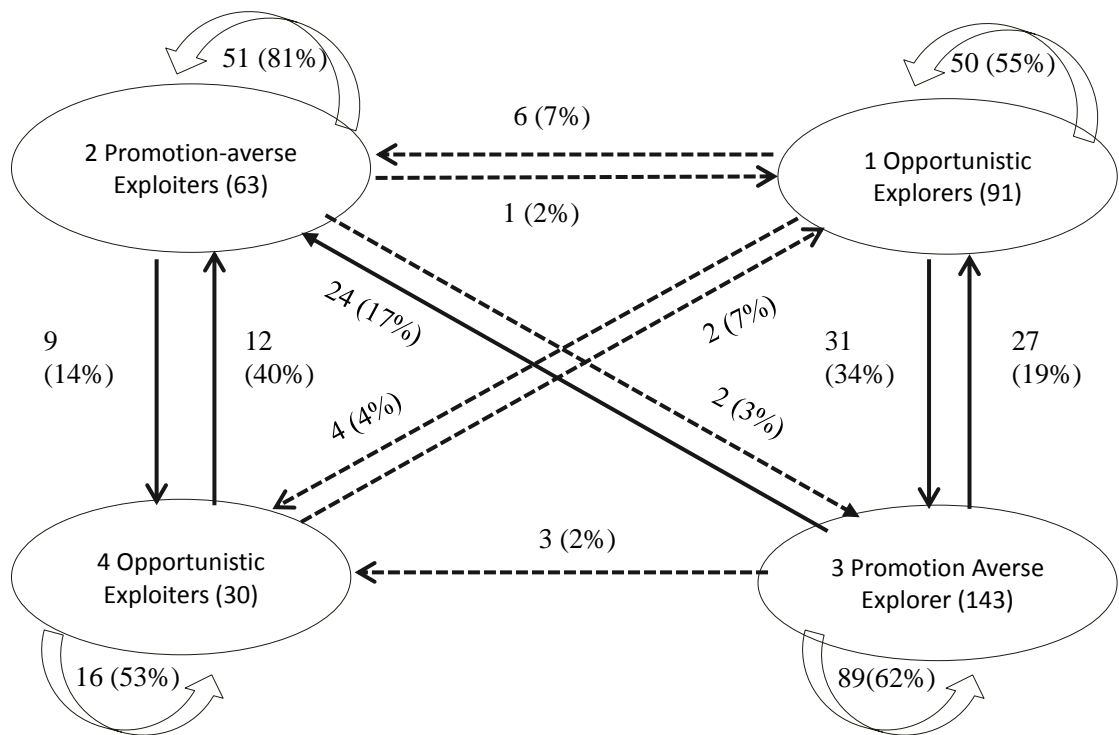 51 (81%)
50 (55%)
6 (7%)
2 Promotion-averse
Exploiters (63)
1 Opportunistic
Explorers (91)
1 (2%)
24 (17%)
2 (7%)
9
(14%)
12
(40%)
31
(34%)
27
(19%)
4 (4%)
2 (3%)
3 (2%)
4 Opportunistic
Exploiters (30)
3 Promotion Averse
Explorer (143)
16 (53%)
89(62%)